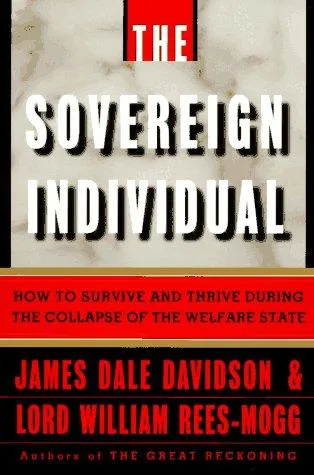 THE
SOVEREIGN
INDIVIDUAL
HOW TO SURVIVE AND THRIVE DURING
THE COLLAPSE OF THE WELFARE STATE
JAMES DALE DAVIDSON &
LORD WILLIAM REES-MOGG
Authors of THE GREAT RECKONING